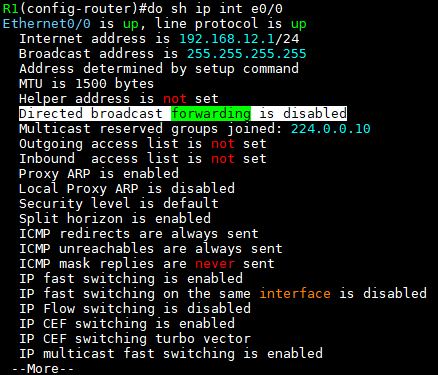 R1(config-router)#do sh ip int e0/0
Ethernet0/0 is up, line protocol is up
  Internet address is 192.168.12.1/24
  Broadcast address is 255.255.255.255
  Address determined by setup command
  MTU is 1500 bytes
  Helper address is not set
  Directed broadcast forwarding is disabled
  Multicast reserved groups joined: 224.0.0.10
  Outgoing access list is not set
  Inbound  access list is not set
  Proxy ARP is enabled
  Local Proxy ARP is disabled
  Security level is default
  Split horizon is enabled
  ICMP redirects are always sent
  ICMP unreachables are always sent
  ICMP mask replies are never sent
  IP fast switching is enabled
  IP fast switching on the same interface is disabled
  IP Flow switching is disabled
  IP CEF switching is enabled
  IP CEF switching turbo vector
  IP multicast fast switching is enabled
 --More--